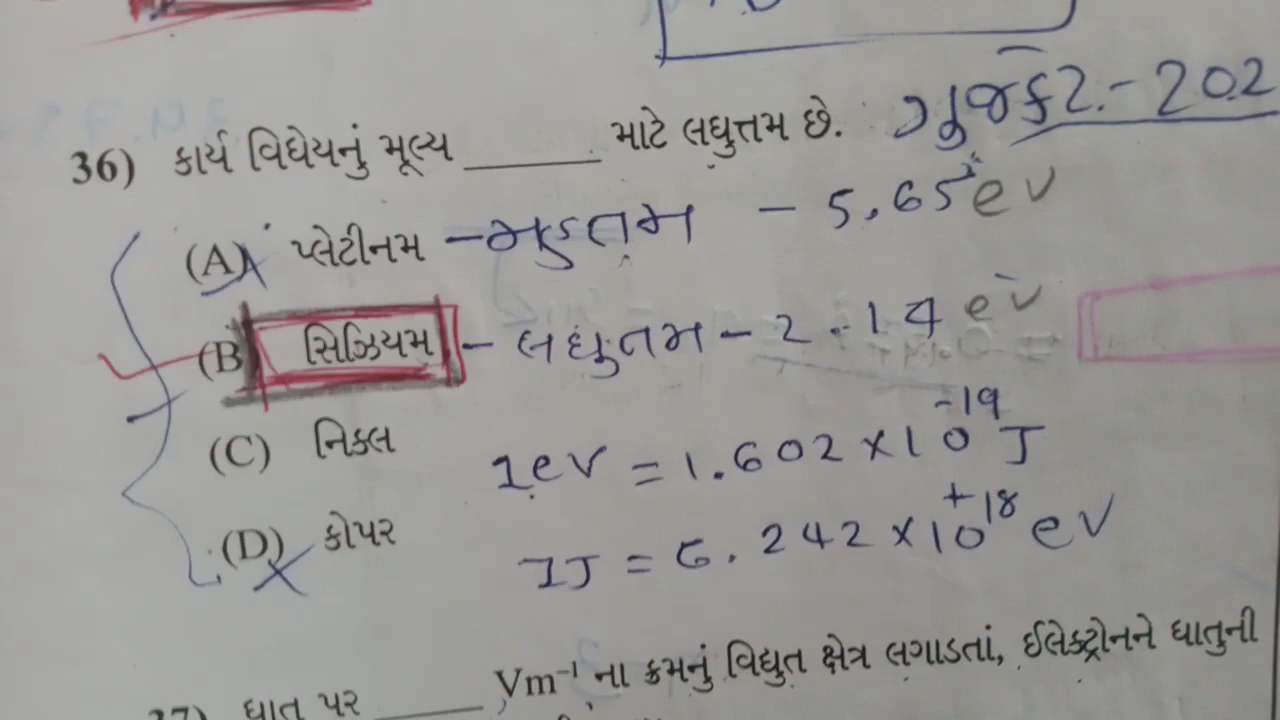 36) કાર્ય વિધેયનું મૂલ્ય ______ માટે લઘુત્તમ છે. ગુજકેટ.- 202
(A) પ્લેટીનમ – મહત્તમ – 5.65 eV
(B) સિઝિયમ – લઘુતમ – 2.14 eV
(C) નિકલ
1eV = 1.602 × 10⁻¹⁹ J
(D) કોપર
1J = 6.242 × 10⁺¹⁸ eV
37) ધાતુ પર ______ Vm⁻¹ ના ક્રમનું વિદ્યુત ક્ષેત્ર લગાડતાં, ઈલેક્ટ્રોનને ધાતુની